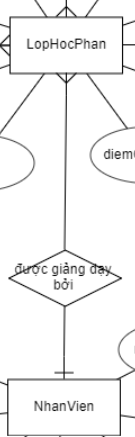 LopHocPhan
diem
được giảng dạy
bởi
NhanVien